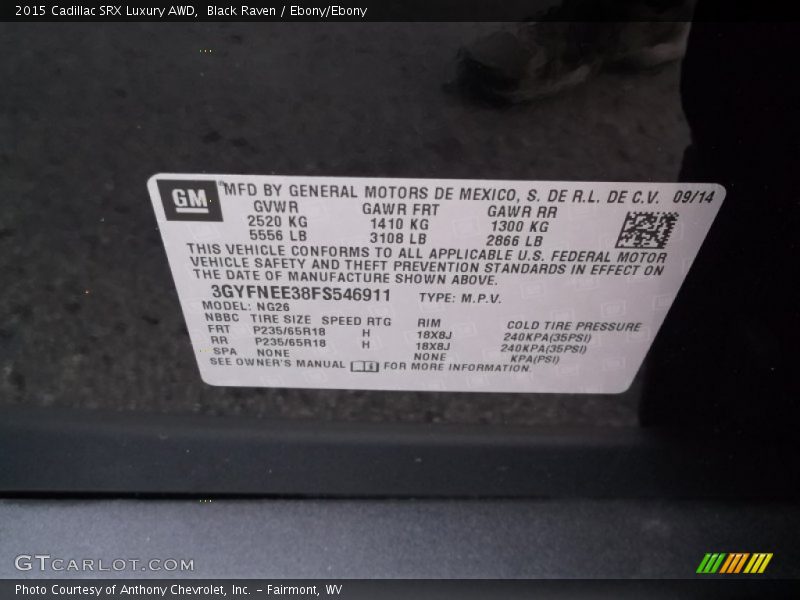 2015 Cadillac SRX Luxury AWD, Black Raven / Ebony/Ebony
GM
MFD BY GENERAL MOTORS DE MEXICO, S. DE R.L. DE C.V. 09/14
GVWR GAWR FRT GAWR RR
2520 KG 1410 KG 1300 KG
5556 LB 3108 LB 2866 LB
THIS VEHICLE CONFORMS TO ALL APPLICABLE U.S. FEDERAL MOTOR
VEHICLE SAFETY AND THEFT PREVENTION STANDARDS IN EFFECT ON
THE DATE OF MANUFACTURE SHOWN ABOVE.
3GYFNEE38FS546911 TYPE: M.P.V.
MODEL: NG26
NBBC TIRE SIZE SPEED RTG RIM COLD TIRE PRESSURE
FRT P235/65R18 H 18X8J 240KPA(35PSI)
RR P235/65R18 H 18X8J 240KPA(35PSI)
SPA NONE NONE KPA(PSI)
SEE OWNER'S MANUAL FOR MORE INFORMATION.
GTCARLOT.COM
Photo Courtesy of Anthony Chevrolet, Inc. - Fairmont, WV